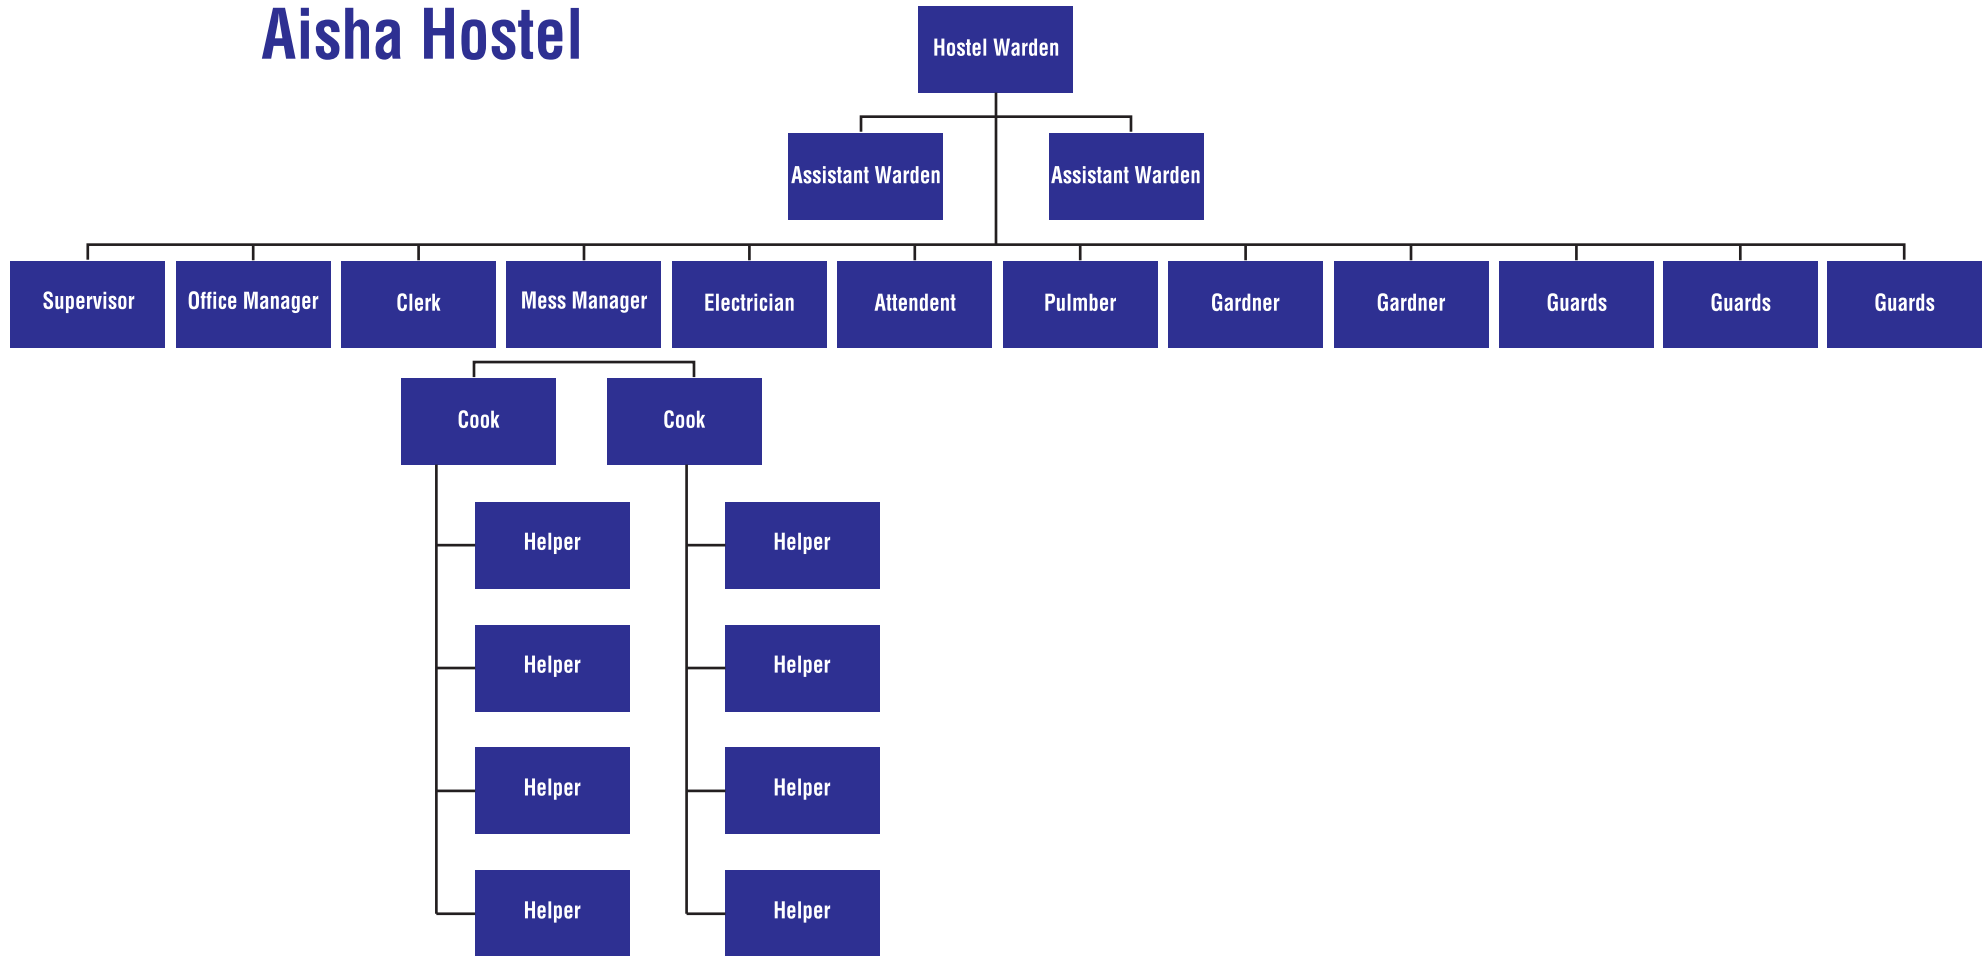 Aisha Hostel
Hostel Warden
Assistant Warden
Assistant Warden
Supervisor
Office Manager
Clerk
Mess Manager
Electrician
Attendent
Pulmber
Gardner
Gardner
Guards
Guards
Guards
Cook
Cook
Helper
Helper
Helper
Helper
Helper
Helper
Helper
Helper